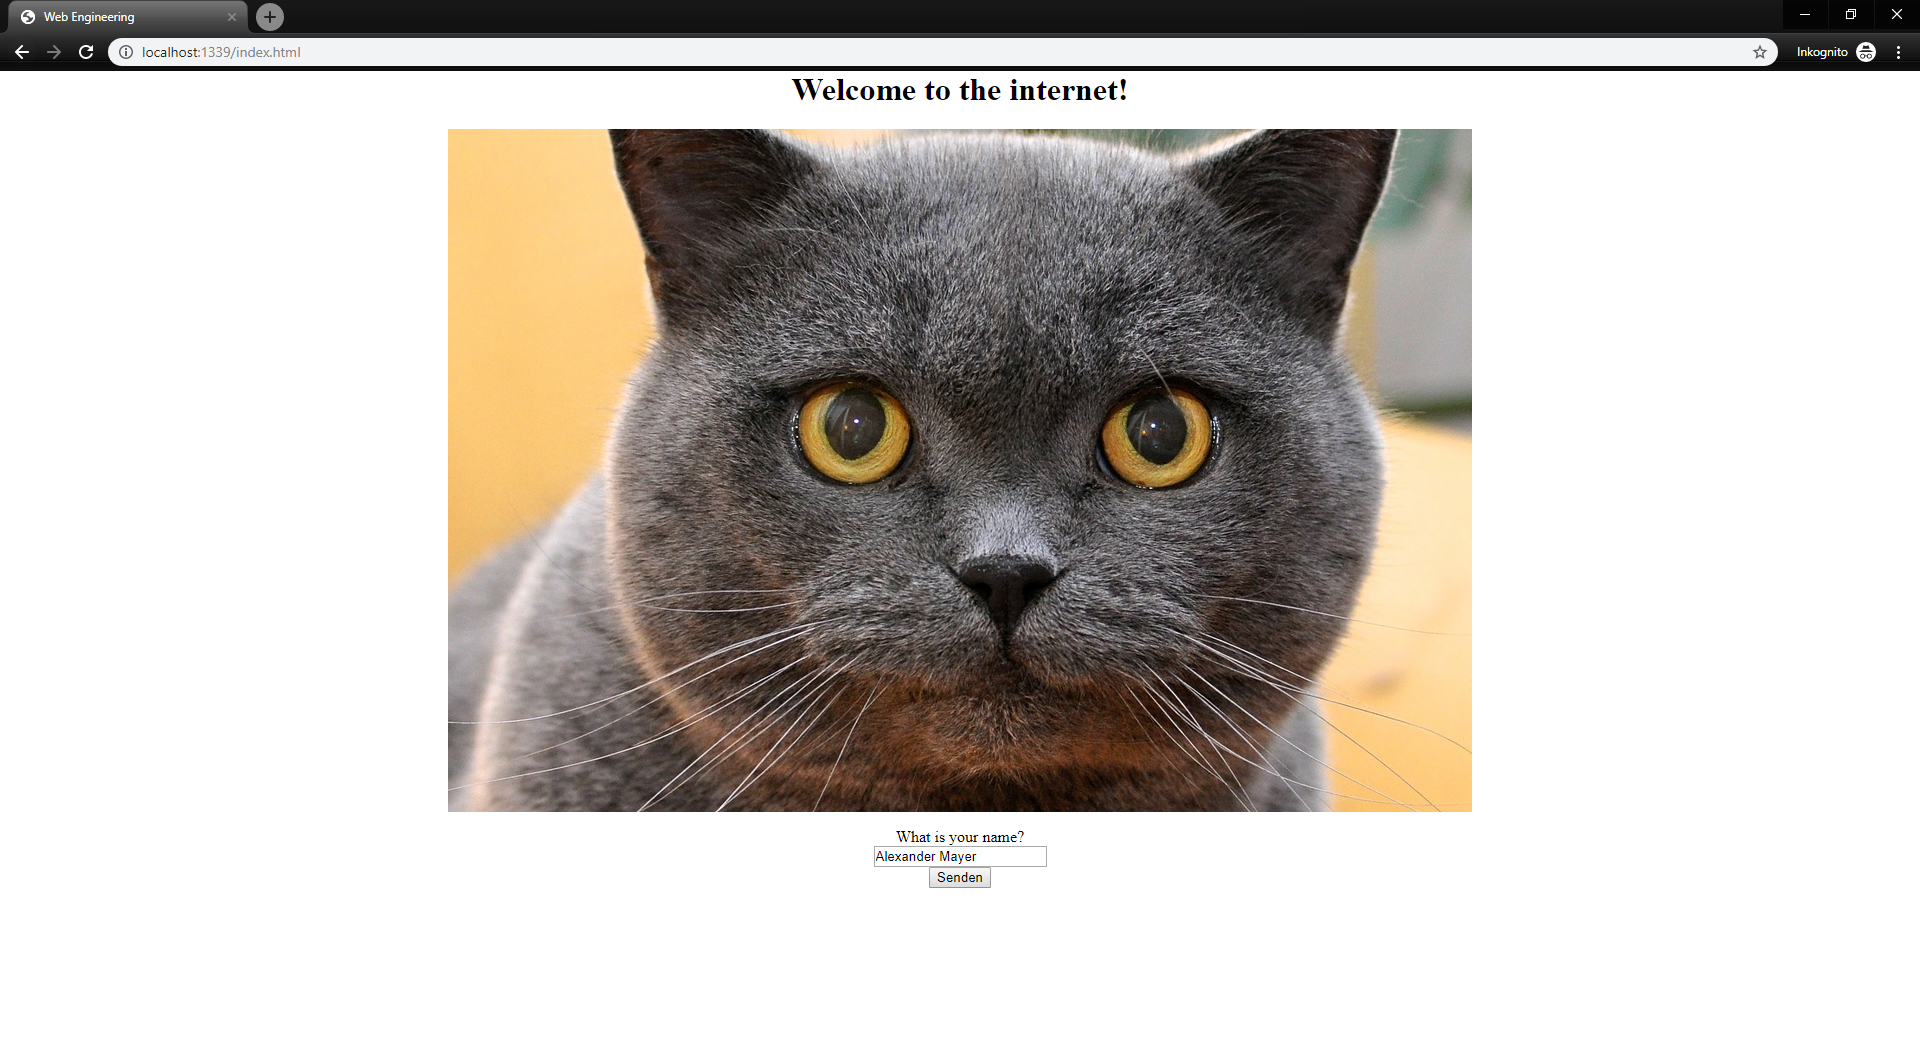 Web Engineering
localhost:1339/index.html
Inkognito
Welcome to the internet!
What is your name?
Alexander Mayer
Senden